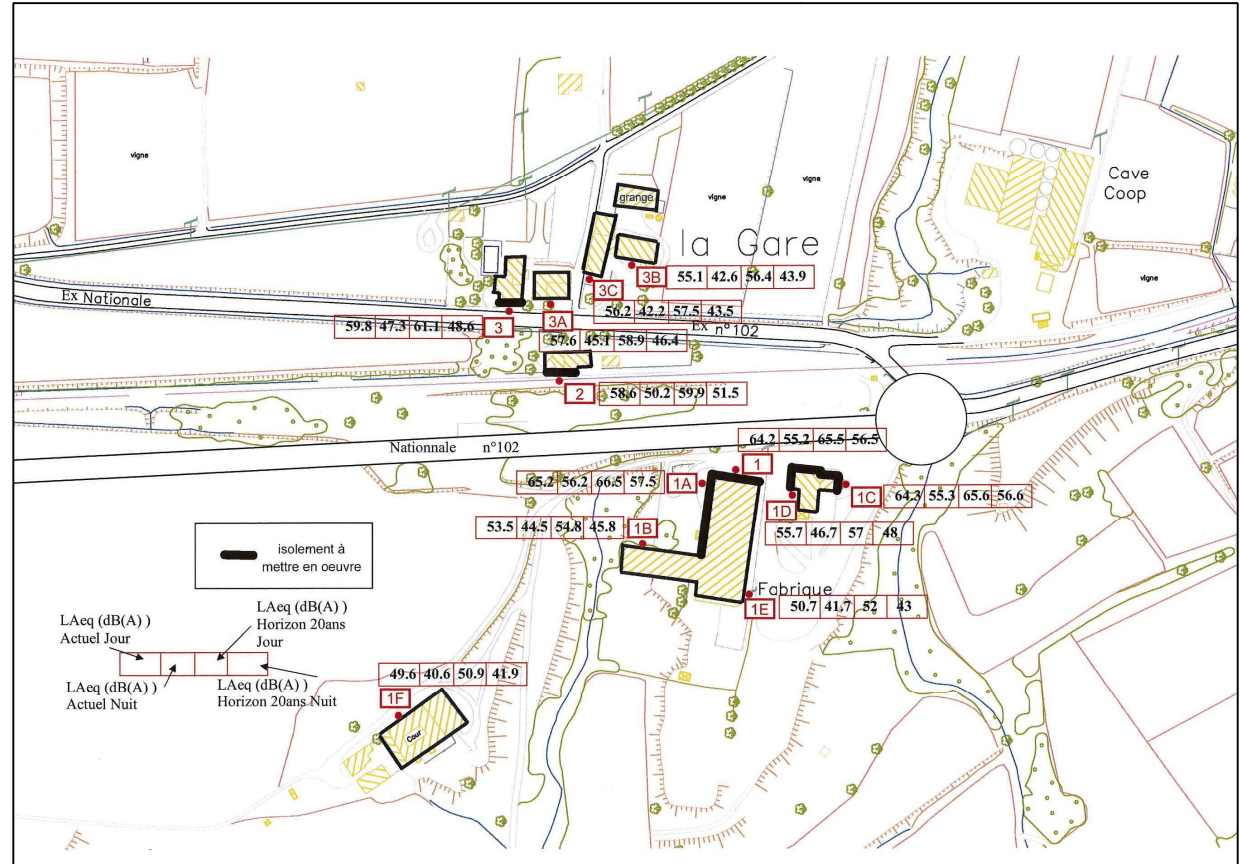 vigne
Cave
Coop
grange
vigne
vigne
la Gare
vigne
3B 55.1 42.6 56.4 43.9
3C
Ex Nationale
56.2 42.2 57.5 43.5
3A
3
59.8 47.3 61.1 48.6
Ex n°102
57.6 45.1 58.9 46.4
2 58.6 50.2 59.9 51.5
Nationnale n°102
64.2 55.2 65.5 56.5
1
65.2 56.2 66.5 57.5
1A
1D
1C 64.3 55.3 65.6 56.6
53.5 44.5 54.8 45.8
1B
55.7 46.7 57 48
isolement à
mettre en oeuvre
Fabrique
1E 50.7 41.7 52 43
LAeq (dB(A) )
Actuel Jour
LAeq (dB(A) )
Horizon 20ans
Jour
LAeq (dB(A) )
Actuel Nuit
LAeq (dB(A) )
Horizon 20ans Nuit
49.6 40.6 50.9 41.9
1F
Cour